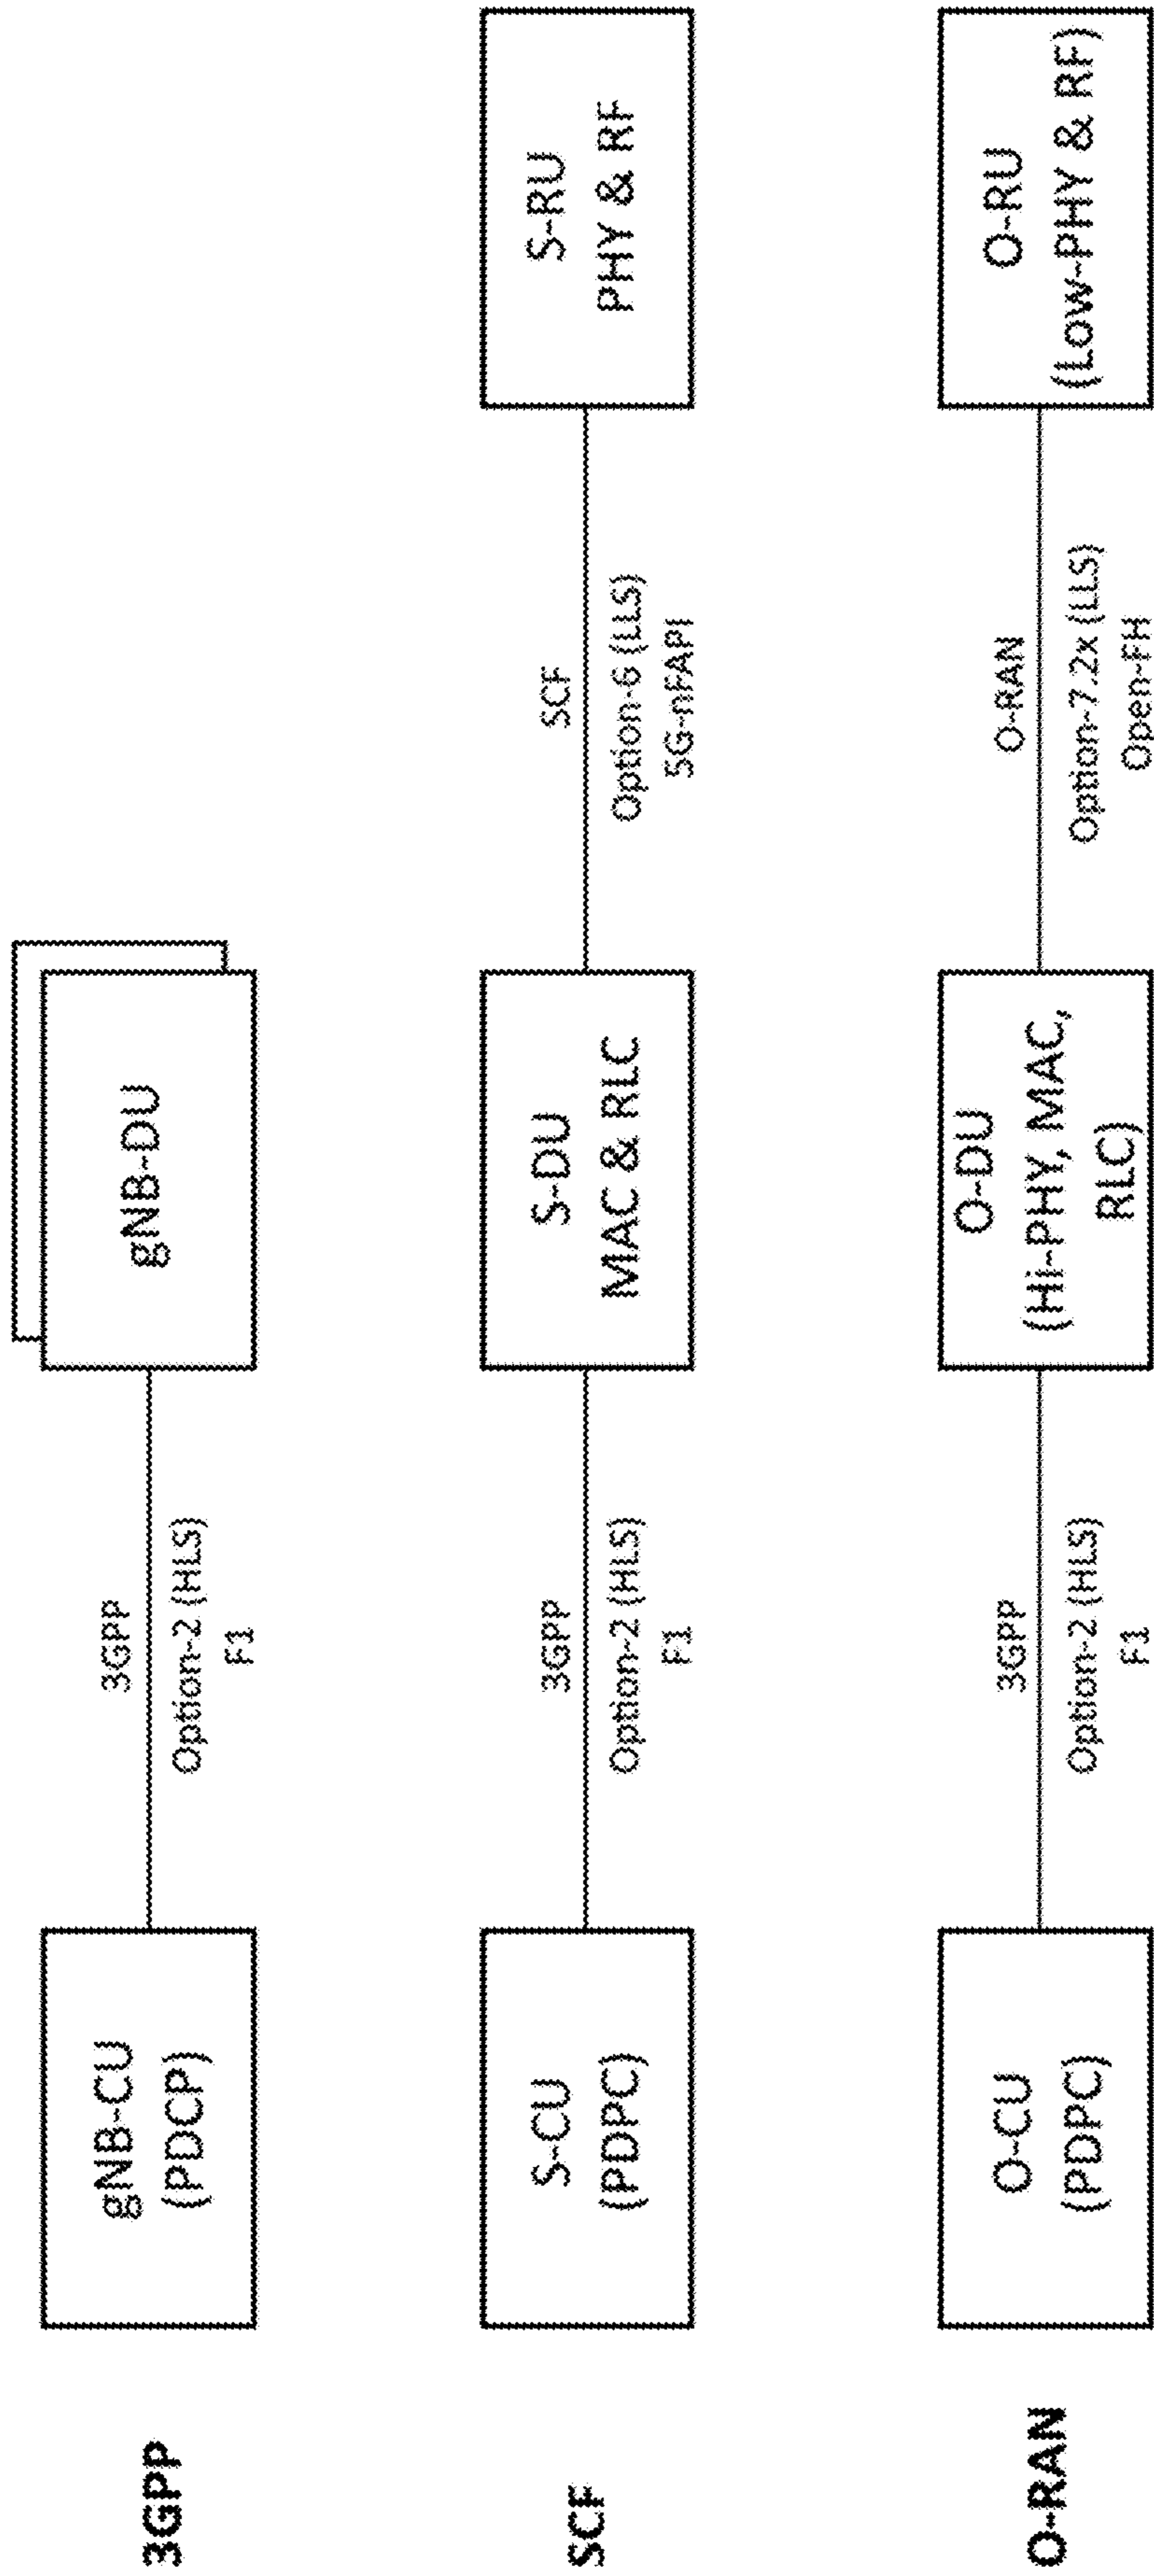 3GPP
gNB-CU
(PDCP)
3GPP
Option-2 (HLS)
F1
gNB-DU
SCF
S-CU
(PDPC)
3GPP
Option-2 (HLS)
F1
S-DU
MAC & RLC
SCF
Option-6 (LLS)
5G-nFAPI
S-RU
PHY & RF
O-RAN
O-CU
(PDPC)
3GPP
Option-2 (HLS)
F1
O-DU
(Hi-PHY, MAC,
RLC)
O-RAN
Option-7.2x (LLS)
Open-FH
O-RU
(Low-PHY & RF)